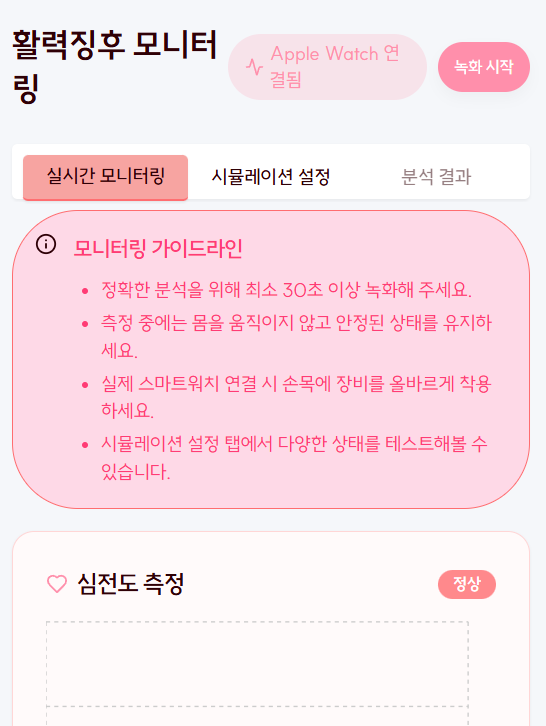 활력징후 모니터
링
Apple Watch 연
결됨
녹화 시작
실시간 모니터링
시뮬레이션 설정
분석 결과
모니터링 가이드라인
• 정확한 분석을 위해 최소 30초 이상 녹화해 주세요.
• 측정 중에는 몸을 움직이지 않고 안정된 상태를 유지하
세요.
• 실제 스마트워치 연결 시 손목에 장비를 올바르게 착용
하세요.
• 시뮬레이션 설정 탭에서 다양한 상태를 테스트해볼 수
있습니다.
심전도 측정
정상